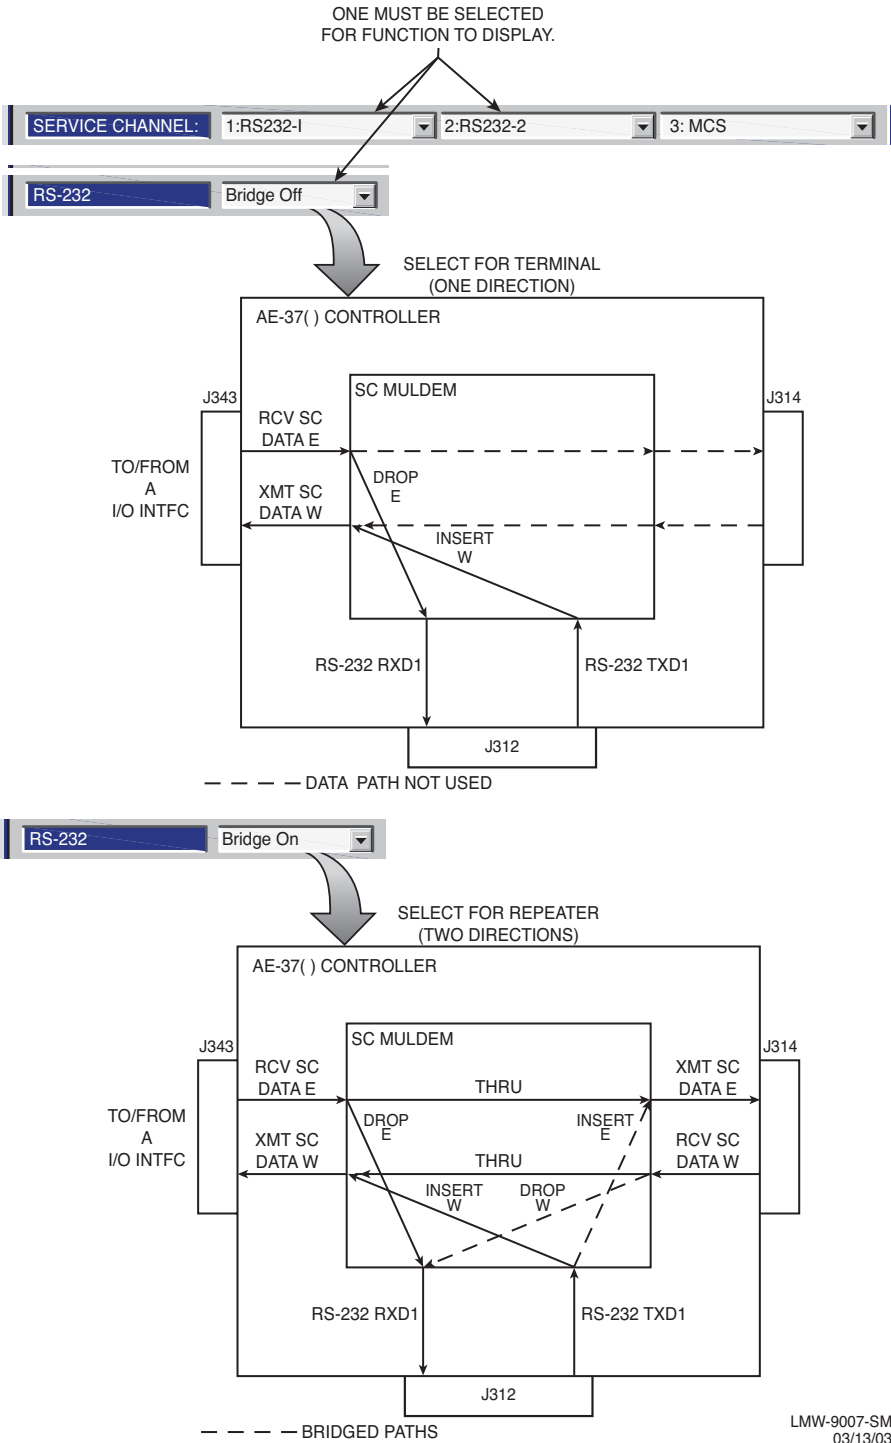 ONE MUST BE SELECTED
FOR FUNCTION TO DISPLAY.
SERVICE CHANNEL: 1:RS232-I 2:RS232-2 3: MCS
RS-232 Bridge Off
SELECT FOR TERMINAL
(ONE DIRECTION)
AE-37( ) CONTROLLER
SC MULDEM
J343
J314
RCV SC
DATA E
TO/FROM
A
I/O INTFC
XMT SC
DATA W
DROP
E
INSERT
W
RS-232 RXD1
RS-232 TXD1
J312
DATA PATH NOT USED
RS-232 Bridge On
SELECT FOR REPEATER
(TWO DIRECTIONS)
AE-37( ) CONTROLLER
SC MULDEM
J343
J314
RCV SC
DATA E
THRU
XMT SC
DATA E
TO/FROM
A
I/O INTFC
DROP
E
INSERT
E
XMT SC
DATA W
THRU
RCV SC
DATA W
INSERT
W
DROP
W
RS-232 RXD1
RS-232 TXD1
J312
BRIDGED PATHS
LMW-9007-SM
03/13/03